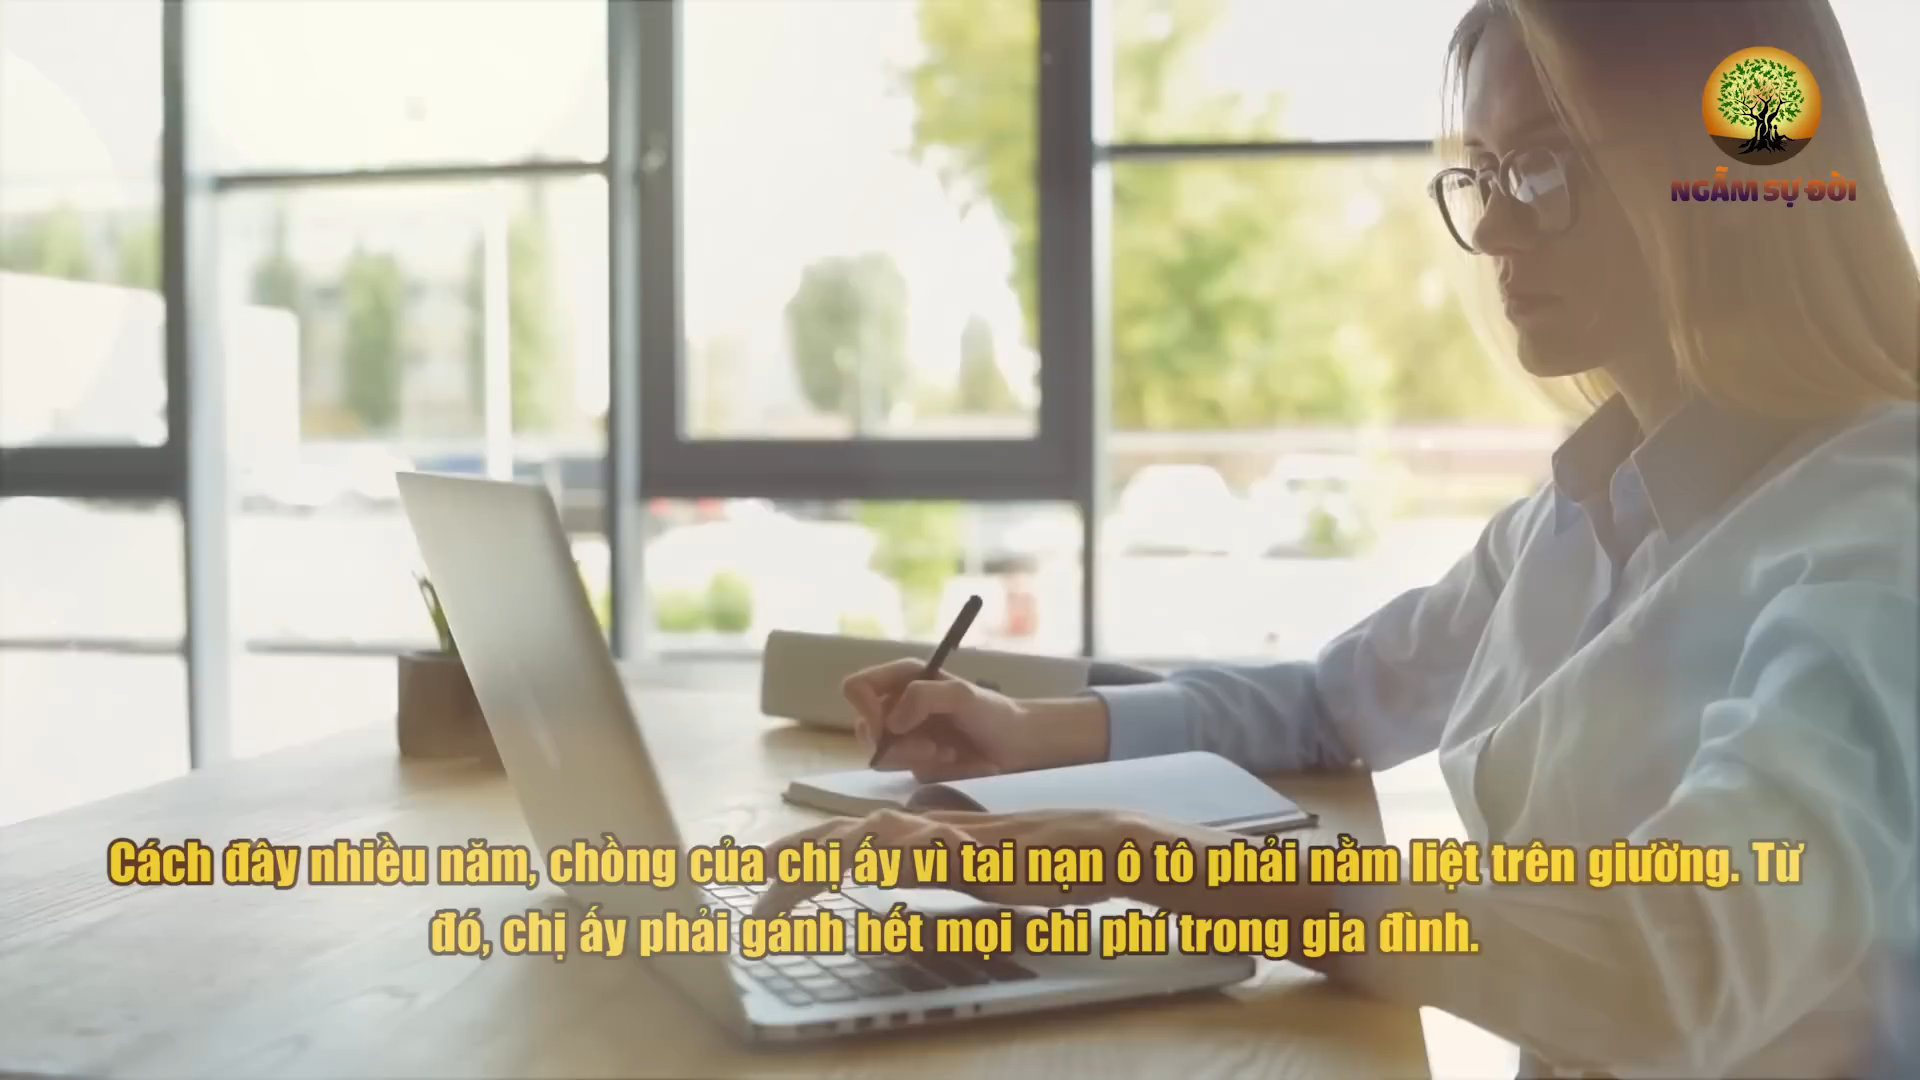 NGẪM SỰ ĐỜI
Cách đây nhiều năm, chồng của chị ấy vì tai nạn ô tô phải nằm liệt trên giường. Từ
đó, chị ấy phải gánh hết mọi chi phí trong gia đình.